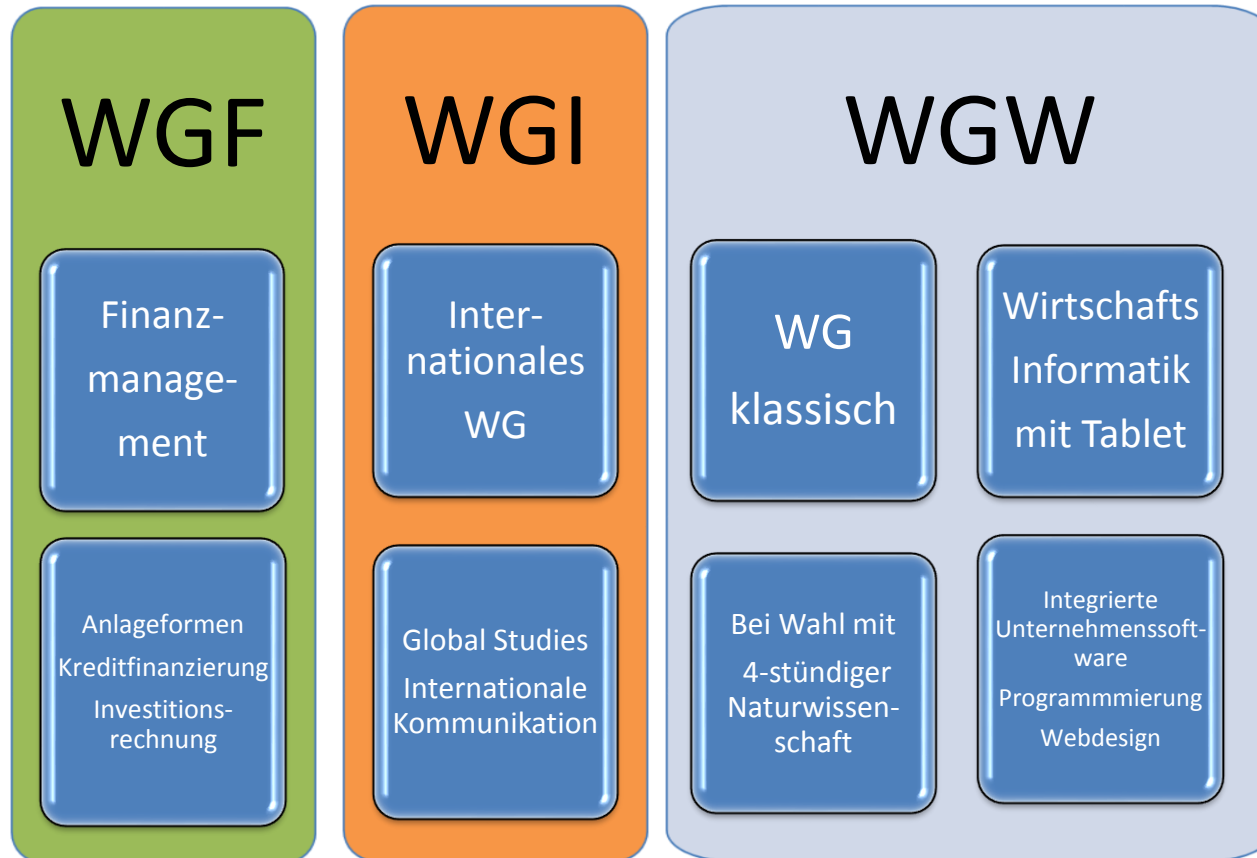 WGF
Finanz-
manage-
ment
Anlageformen
Kreditfinanzierung
Investitions-
rechnung
WGI
Inter-
nationales
WG
Global Studies
Internationale
Kommunikation
WGW
WG
klassisch
Bei Wahl mit
4-stündiger
Naturwissen-
schaft
Wirtschafts
Informatik
mit Tablet
Integrierte
Unternehmenssoft-
ware
Programmmierung
Webdesign